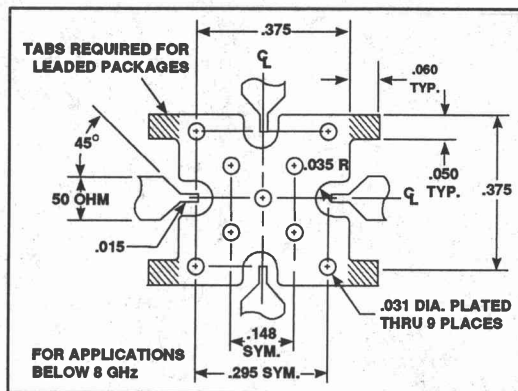 .375
TABS REQUIRED FOR
LEADED PACKAGES
℄
.060
TYP.
45°
.035 R
.050
TYP.
.375
℄
50 OHM
.015
.031 DIA. PLATED
THRU 9 PLACES
.148
SYM.
FOR APPLICATIONS
BELOW 8 GHz
.295 SYM.